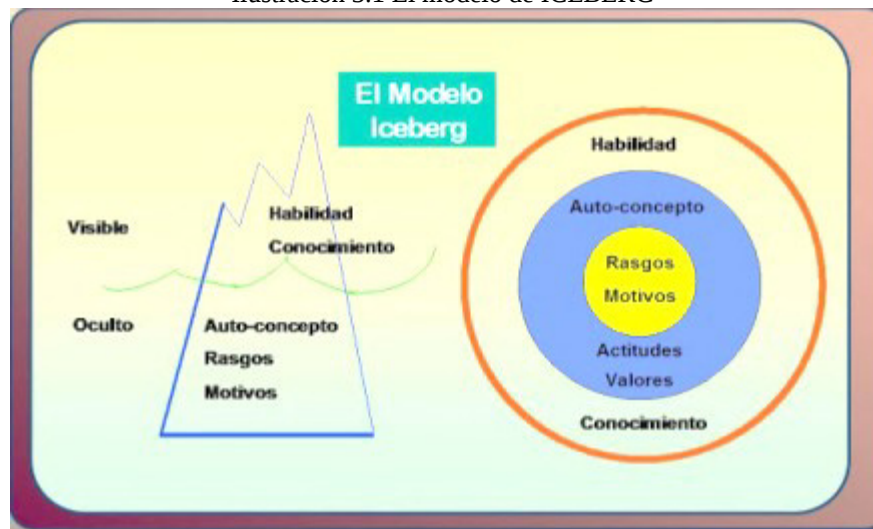 Ilustración 3.1 El modelo de ICEBERG
El Modelo
Iceberg
Visible
Habilidad
Conocimiento
Oculto
Auto-concepto
Rasgos
Motivos
Habilidad
Auto-concepto
Rasgos
Motivos
Actitudes
Valores
Conocimiento